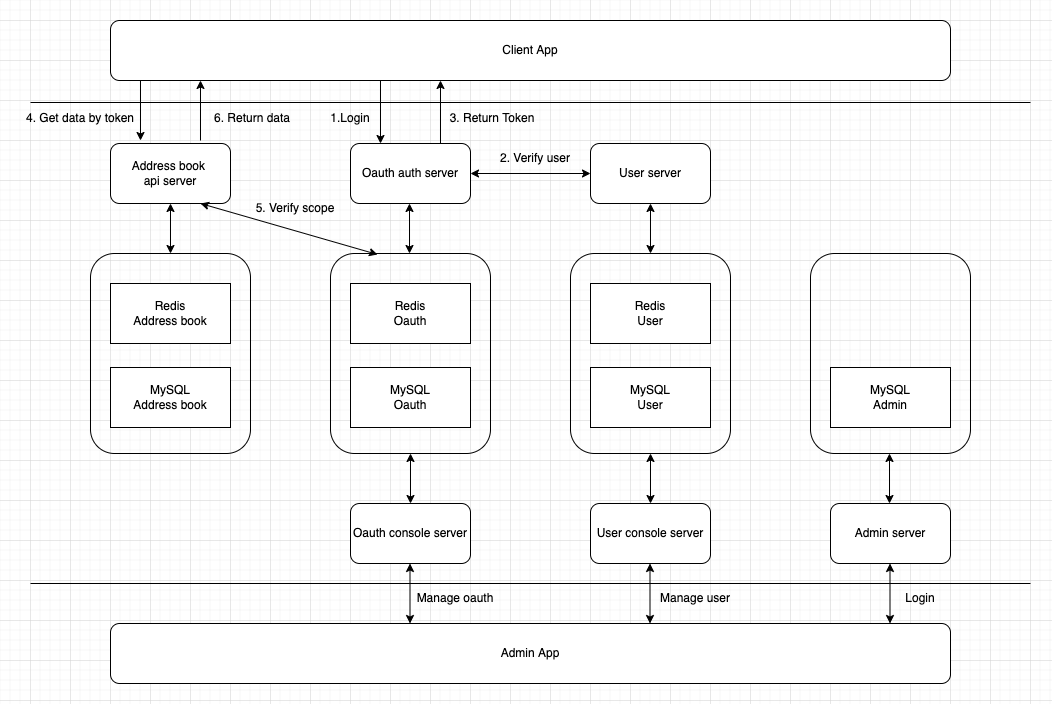 Client App
4. Get data by token
6. Return data
1.Login
3. Return Token
Address book
api server
Oauth auth server
2. Verify user
User server
5. Verify scope
Redis
Address book
Redis
Oauth
Redis
User
MySQL
Address book
MySQL
Oauth
MySQL
User
MySQL
Admin
Oauth console server
User console server
Admin server
Manage oauth
Manage user
Login
Admin App